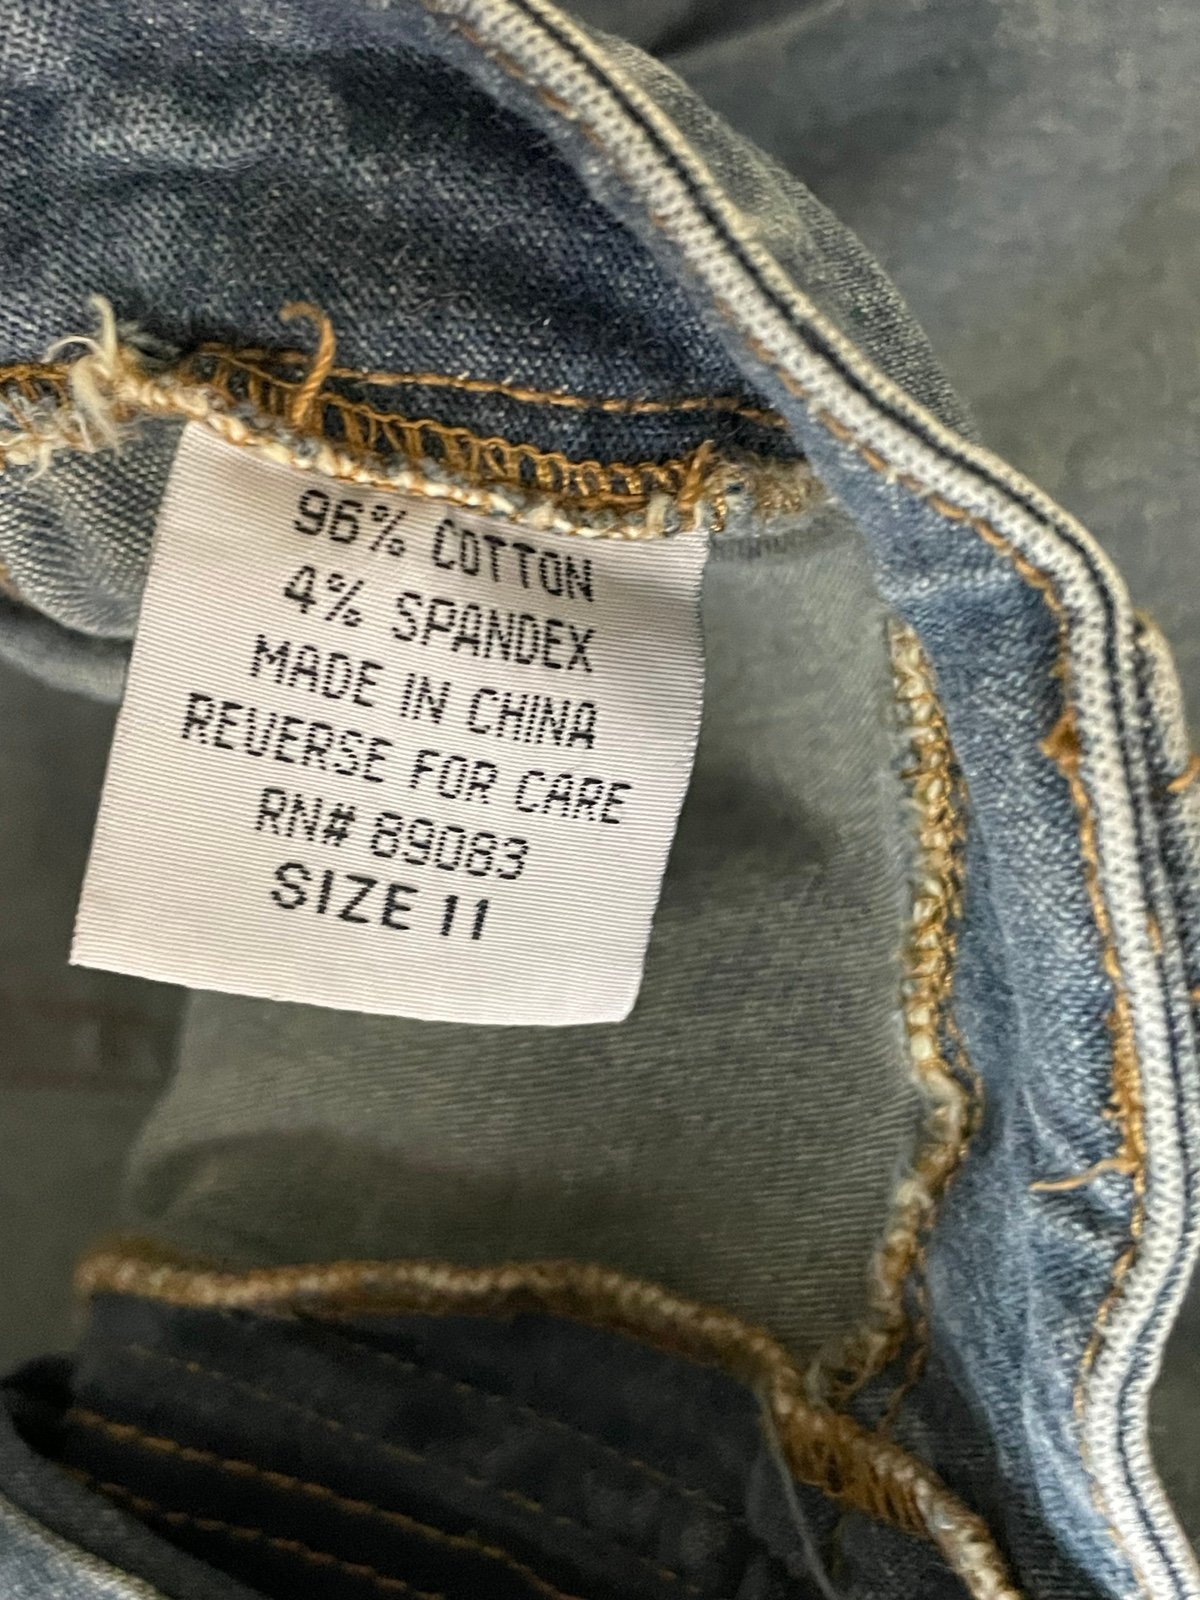 96% COTTON
4% SPANDEX
MADE IN CHINA
REVERSE FOR CARE
RN# 89083
SIZE 11